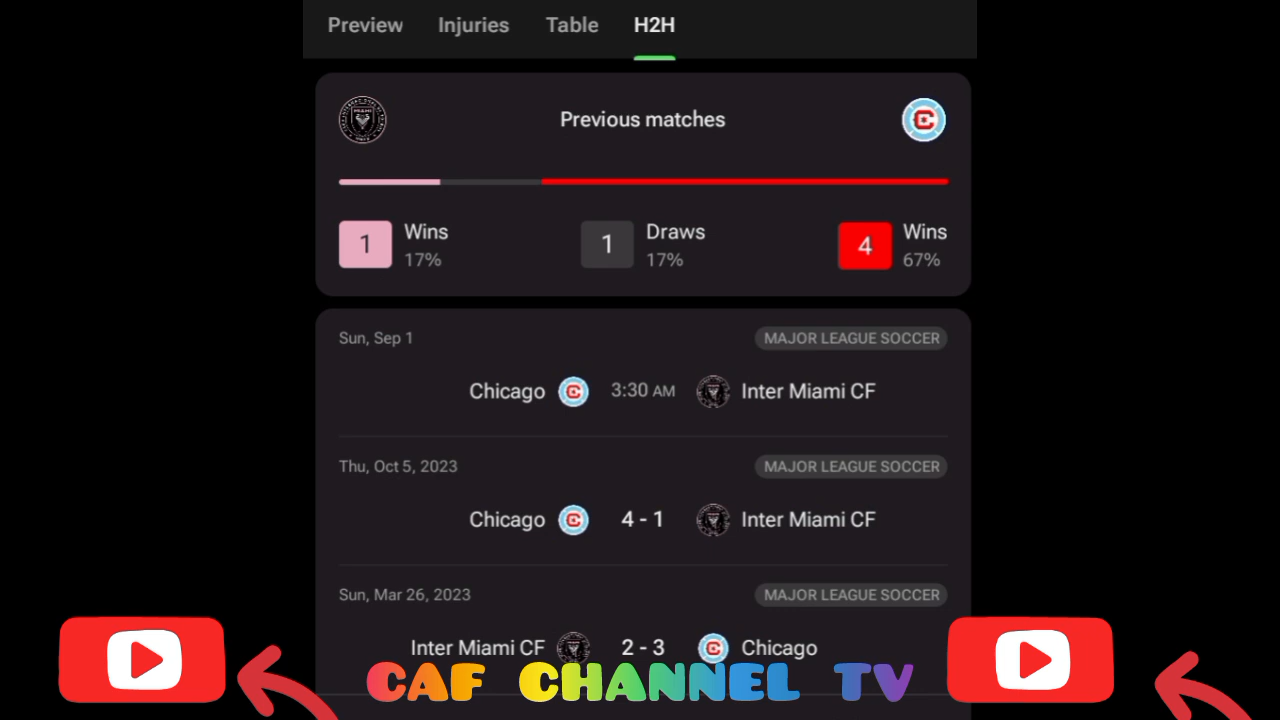 Preview Injuries Table H2H
Previous matches
1 Wins 17%
1 Draws 17%
4 Wins 67%
Sun, Sep 1 MAJOR LEAGUE SOCCER
Chicago 3:30 AM Inter Miami CF
Thu, Oct 5, 2023 MAJOR LEAGUE SOCCER
Chicago 4 - 1 Inter Miami CF
Sun, Mar 26, 2023 MAJOR LEAGUE SOCCER
Inter Miami CF 2 - 3 Chicago
CAF CHANNEL TV